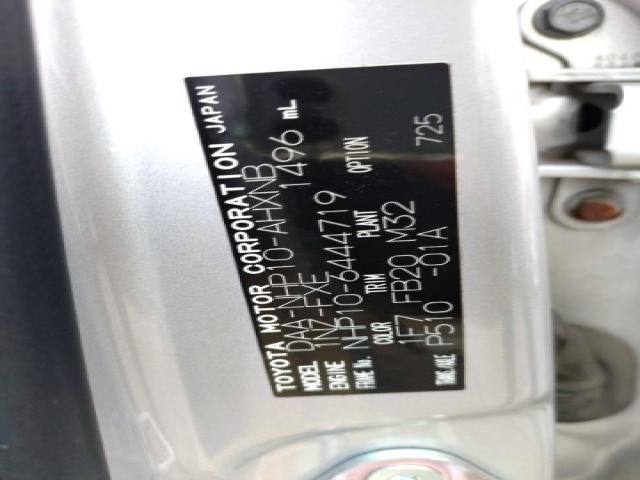 TOYOTA MOTOR CORPORATION JAPAN
MODEL DAA-NHP10-AHXNB
ENGINE 1NZ-FXE 1496 mL
FRAME No. NHP10-6444719
COLOR TRIM PLANT OPTION
1F7 FB20 M32
TRNS./AXLE P510 -01A 725